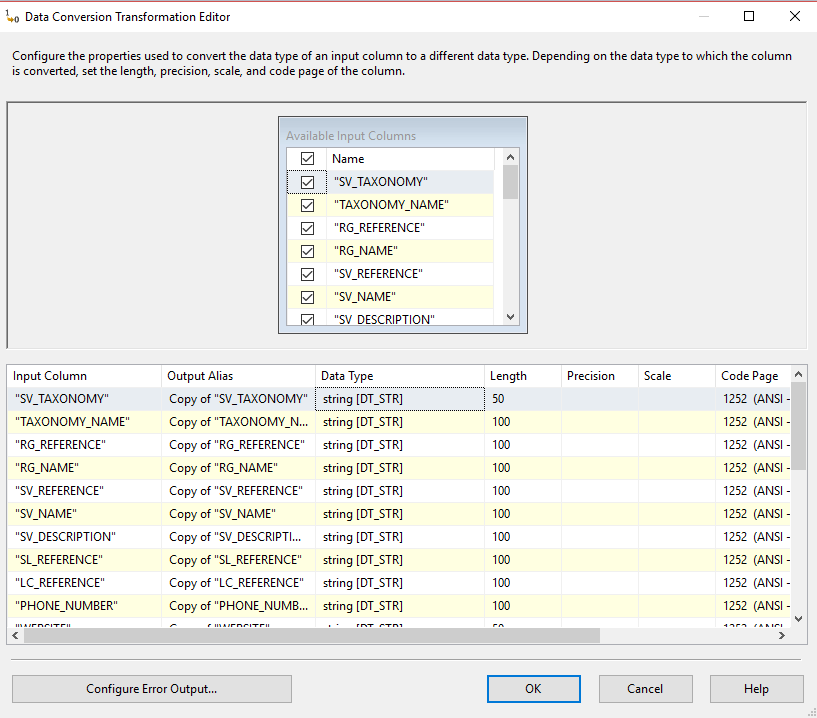 Data Conversion Transformation Editor
Configure the properties used to convert the data type of an input column to a different data type. Depending on the data type to which the column
is converted, set the length, precision, scale, and code page of the column.
Available Input Columns
Name
"SV_TAXONOMY"
"TAXONOMY_NAME"
"RG_REFERENCE"
"RG_NAME"
"SV_REFERENCE"
"SV_NAME"
"SV_DESCRIPTION"
Input Column Output Alias Data Type Length Precision Scale Code Page
"SV_TAXONOMY" Copy of "SV_TAXONOMY" string [DT_STR] 50 1252 (ANSI -
"TAXONOMY_NAME" Copy of "TAXONOMY_N... string [DT_STR] 100 1252 (ANSI -
"RG_REFERENCE" Copy of "RG_REFERENCE" string [DT_STR] 100 1252 (ANSI -
"RG_NAME" Copy of "RG_NAME" string [DT_STR] 100 1252 (ANSI -
"SV_REFERENCE" Copy of "SV_REFERENCE" string [DT_STR] 100 1252 (ANSI -
"SV_NAME" Copy of "SV_NAME" string [DT_STR] 100 1252 (ANSI -
"SV_DESCRIPTION" Copy of "SV_DESCRIPTI... string [DT_STR] 100 1252 (ANSI -
"SL_REFERENCE" Copy of "SL_REFERENCE" string [DT_STR] 100 1252 (ANSI -
"LC_REFERENCE" Copy of "LC_REFERENCE" string [DT_STR] 100 1252 (ANSI -
"PHONE_NUMBER" Copy of "PHONE_NUMB... string [DT_STR] 100 1252 (ANSI -
"WEBSITE" Copy of "WEBSITE" string [DT_STR] 50 1252 (ANSI -
Configure Error Output... OK Cancel Help